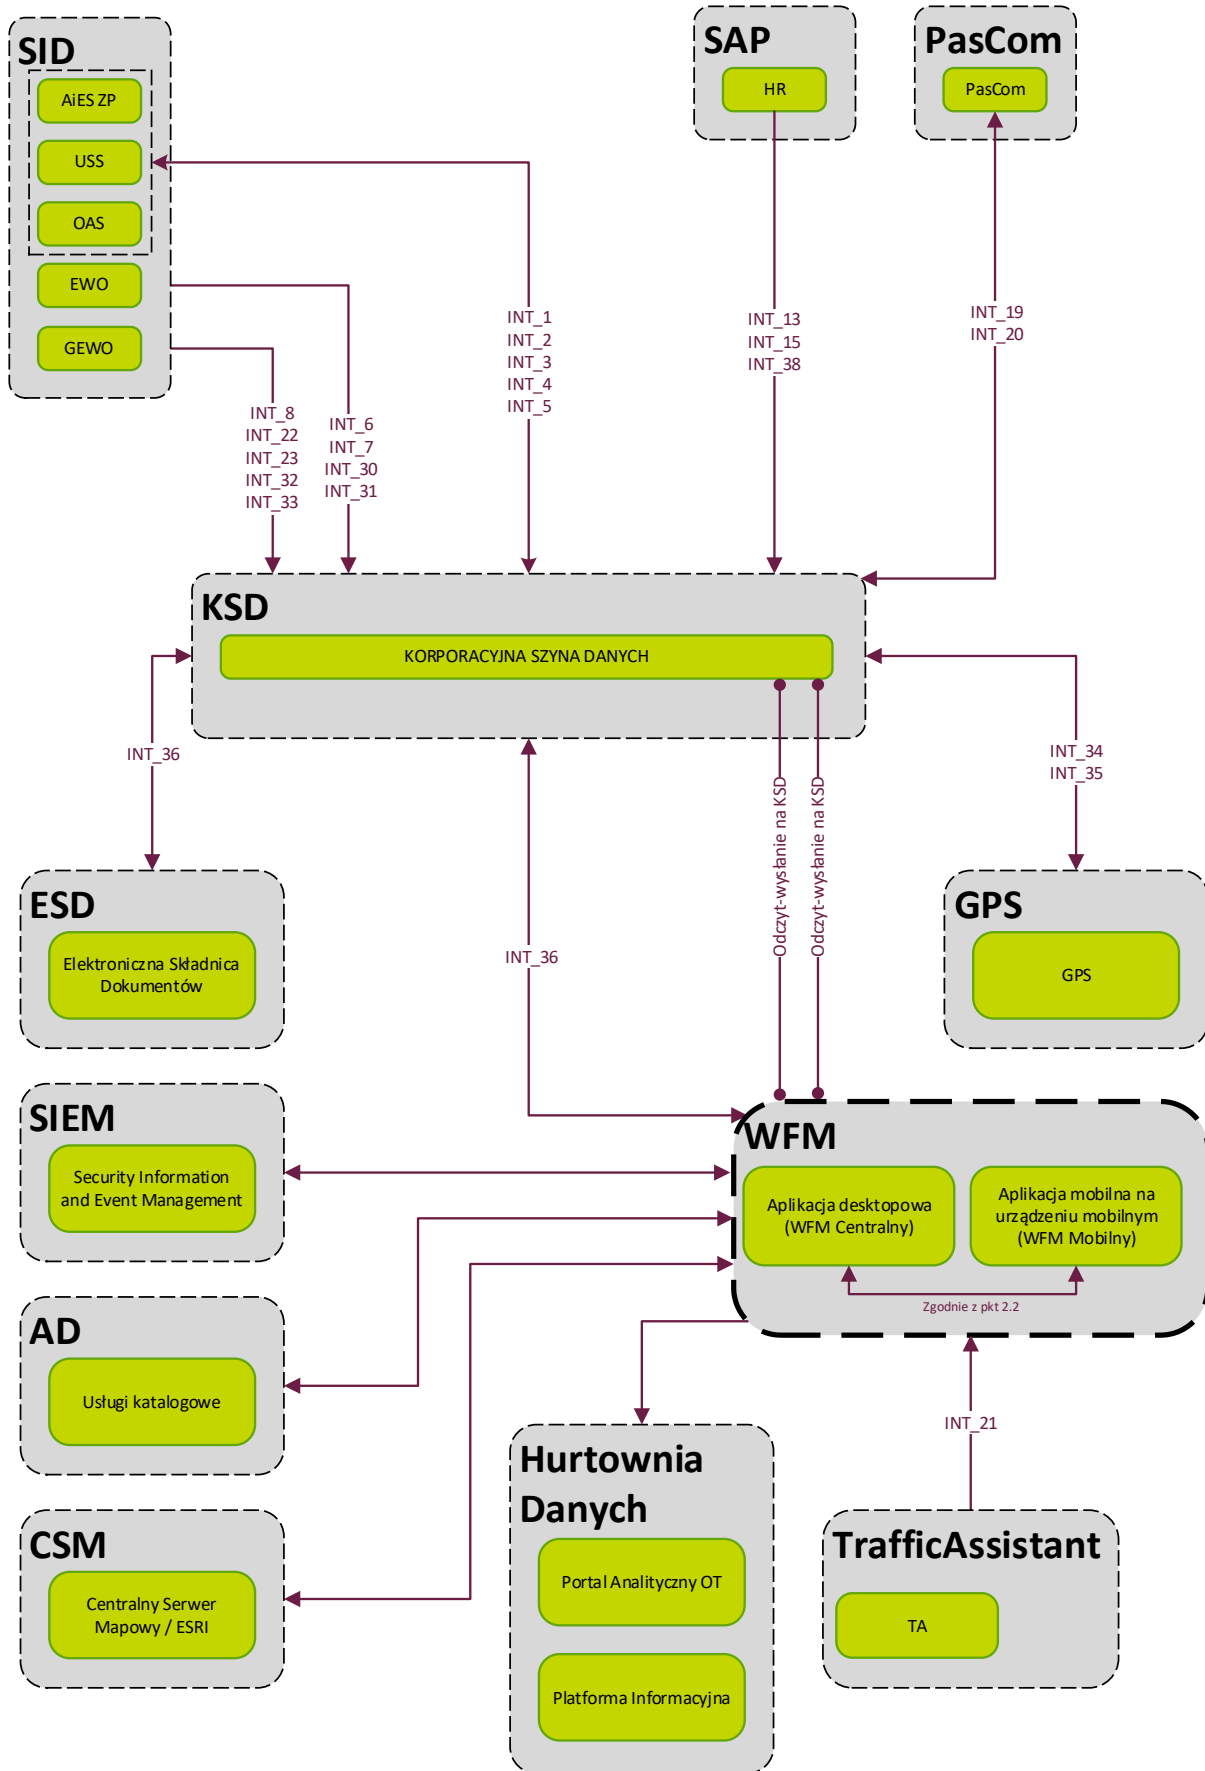 SID
AiES ZP
USS
OAS
EWO
GEWO
SAP
HR
PasCom
PasCom
INT_1
INT_2
INT_3
INT_4
INT_5
INT_13
INT_15
INT_38
INT_19
INT_20
INT_8
INT_22
INT_23
INT_32
INT_33
INT_6
INT_7
INT_30
INT_31
KSD
KORPORACYJNA SZYNA DANYCH
INT_36
INT_34
INT_35
Odczyt-wysłanie na KSD
Odczyt-wysłanie na KSD
INT_36
ESD
Elektroniczna Składnica
Dokumentów
GPS
GPS
SIEM
Security Information
and Event Management
WFM
Aplikacja desktopowa
(WFM Centralny)
Aplikacja mobilna na
urządzeniu mobilnym
(WFM Mobilny)
Zgodnie z pkt 2.2
AD
Usługi katalogowe
INT_21
Hurtownia
Danych
Portal Analityczny OT
Platforma Informacyjna
CSM
Centralny Serwer
Mapowy / ESRI
TrafficAssistant
TA